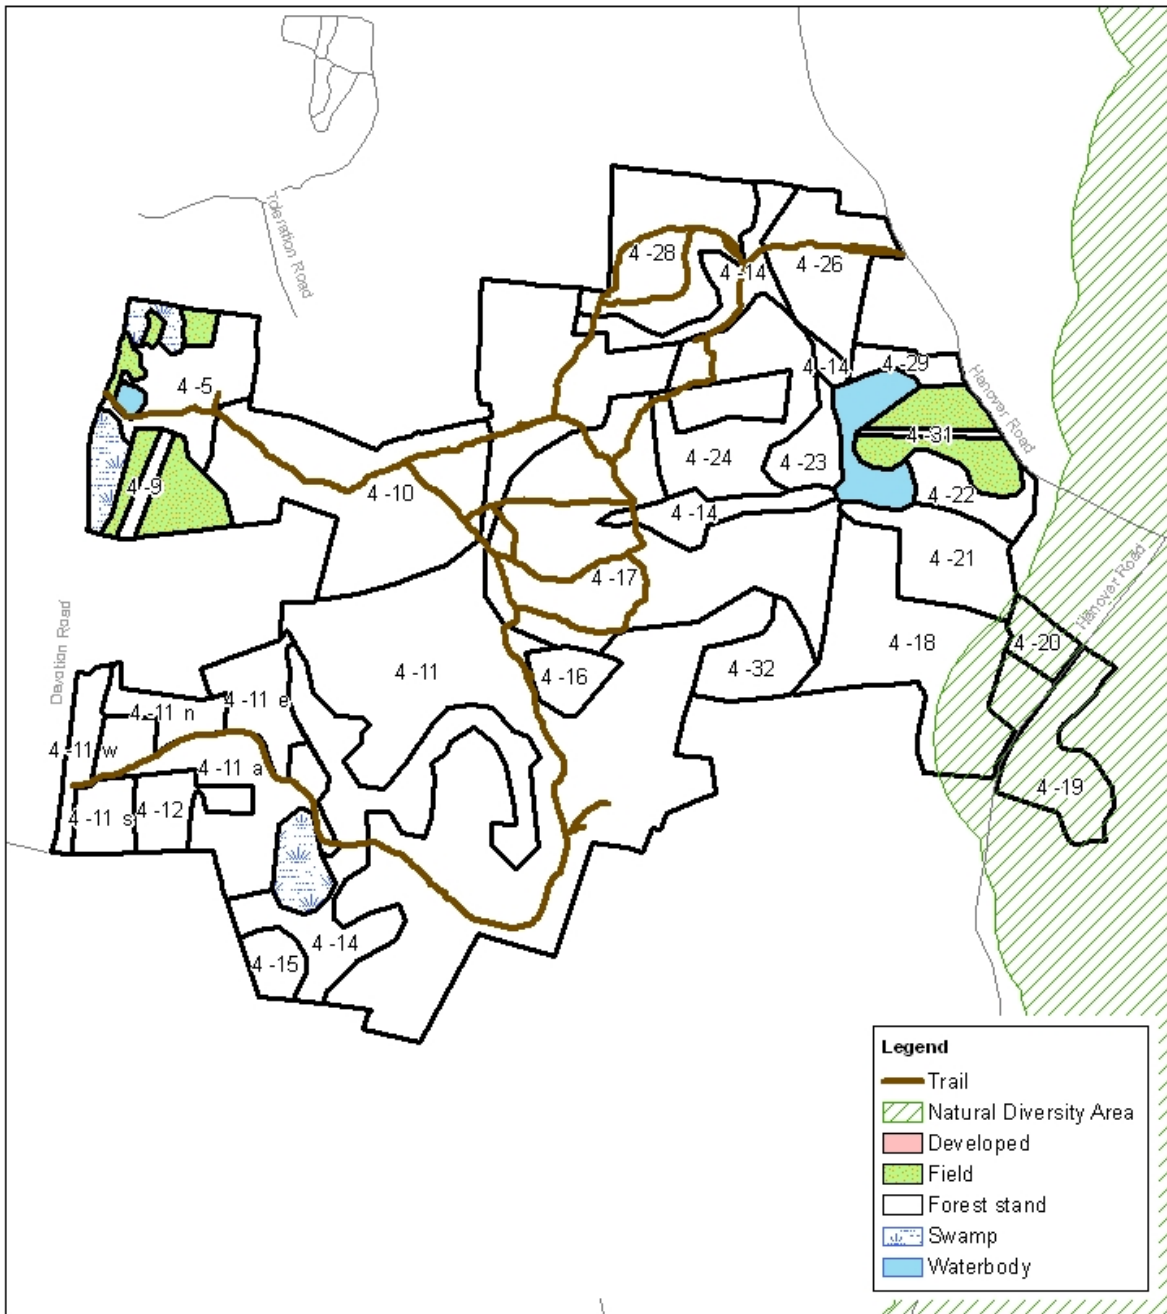 Toleration Road
4 -28
4 -14
4 -26
4 -14
4 -29
Hanover Road
4 -5
4 -31
4 -24
4 -23
4 -9
4 -10
4 -22
4 -14
4 -21
4 -17
Hanover Road
Devotion Road
4 -11
4 -16
4 -32
4 -18
4 -20
4 -11 e
4 -11 n
4 -11 w
4 -11 a
4 -19
4 -11 s
4 -12
4 -14
4 -15
Legend
Trail
Natural Diversity Area
Developed
Field
Forest stand
Swamp
Waterbody